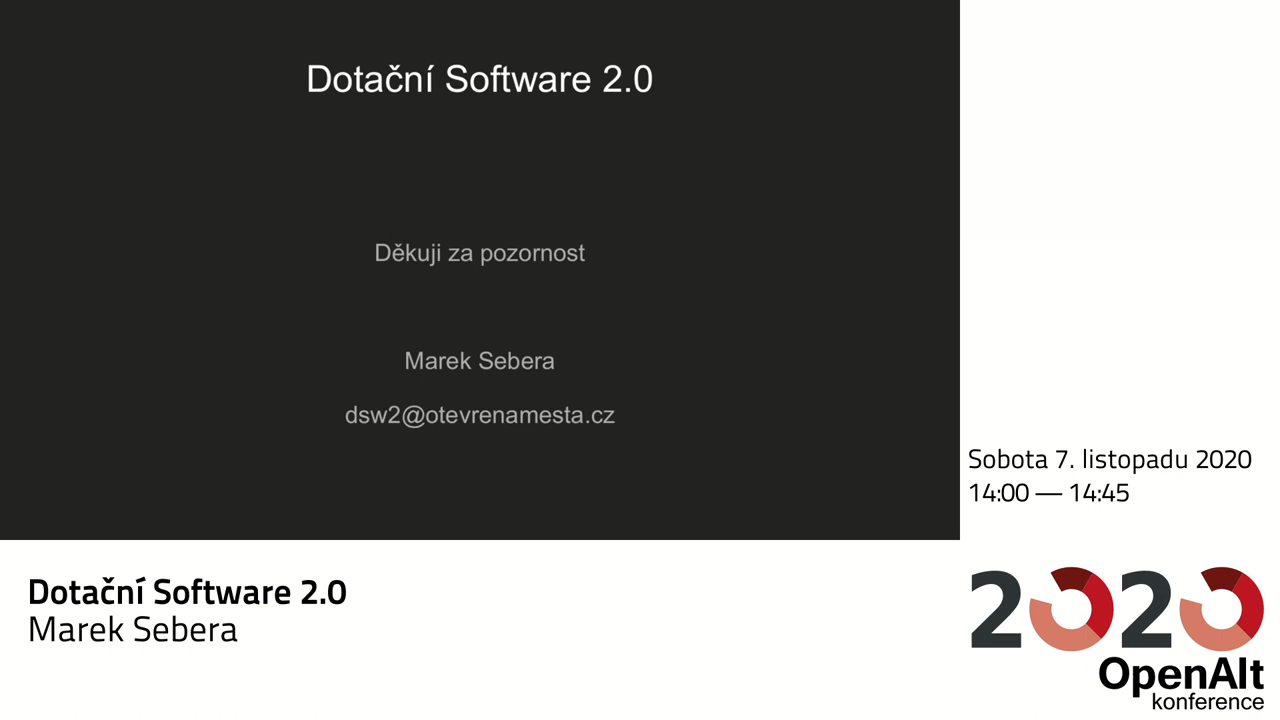 Dotační Software 2.0
Děkuji za pozornost
Marek Sebera
dsw2@otevrenamesta.cz
Sobota 7. listopadu 2020
14:00 — 14:45
Dotační Software 2.0
Marek Sebera
2020
OpenAlt
konference